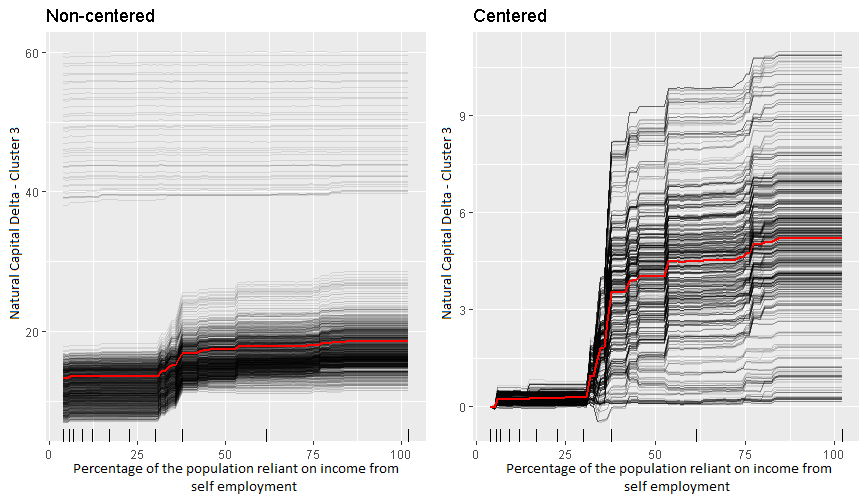 Non-centered
Natural Capital Delta - Cluster 3
60
40
20
0
25
50
75
100
Percentage of the population reliant on income from
self employment
Centered
Natural Capital Delta - Cluster 3
9
6
3
0
0
25
50
75
100
Percentage of the population reliant on income from
self employment